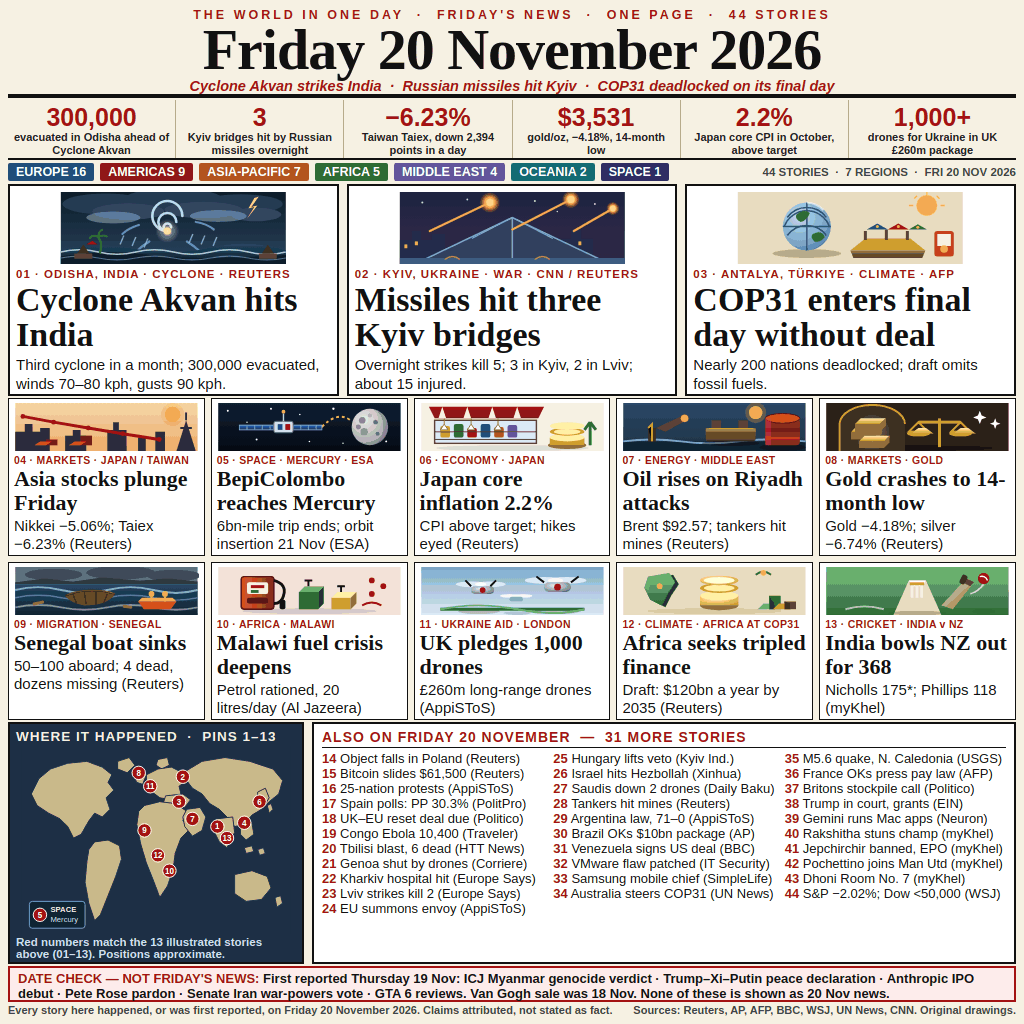 THE WORLD IN ONE DAY · FRIDAY'S NEWS · ONE PAGE · 44 STORIES
Friday 20 November 2026
Cyclone Akvan strikes India · Russian missiles hit Kyiv · COP31 deadlocked on its final day
300,000
evacuated in Odisha ahead of
Cyclone Akvan
3
Kyiv bridges hit by Russian
missiles overnight
−6.23%
Taiwan Taiex, down 2,394
points in a day
$3,531
gold/oz, −4.18%, 14-month
low
2.2%
Japan core CPI in October,
above target
1,000+
drones for Ukraine in UK
£260m package
EUROPE 16
AMERICAS 9
ASIA-PACIFIC 7
AFRICA 5
MIDDLE EAST 4
OCEANIA 2
SPACE 1
44 STORIES · 7 REGIONS · FRI 20 NOV 2026
01 · ODISHA, INDIA · CYCLONE · REUTERS
Cyclone Akvan hits
India
Third cyclone in a month; 300,000 evacuated,
winds 70–80 kph, gusts 90 kph.
02 · KYIV, UKRAINE · WAR · CNN / REUTERS
Missiles hit three
Kyiv bridges
Overnight strikes kill 5; 3 in Kyiv, 2 in Lviv;
about 15 injured.
03 · ANTALYA, TÜRKIYE · CLIMATE · AFP
COP31 enters final
day without deal
Nearly 200 nations deadlocked; draft omits
fossil fuels.
04 · MARKETS · JAPAN / TAIWAN
Asia stocks plunge
Friday
Nikkei −5.06%; Taiex
−6.23% (Reuters)
05 · SPACE · MERCURY · ESA
BepiColombo
reaches Mercury
6bn-mile trip ends; orbit
insertion 21 Nov (ESA)
06 · ECONOMY · JAPAN
Japan core
inflation 2.2%
CPI above target; hikes
eyed (Reuters)
07 · ENERGY · MIDDLE EAST
Oil rises on Riyadh
attacks
Brent $92.57; tankers hit
mines (Reuters)
08 · MARKETS · GOLD
Gold crashes to 14-
month low
Gold −4.18%; silver
−6.74% (Reuters)
09 · MIGRATION · SENEGAL
Senegal boat sinks
50–100 aboard; 4 dead,
dozens missing (Reuters)
10 · AFRICA · MALAWI
Malawi fuel crisis
deepens
Petrol rationed, 20
litres/day (Al Jazeera)
11 · UKRAINE AID · LONDON
UK pledges 1,000
drones
£260m long-range drones
(AppiSToS)
12 · CLIMATE · AFRICA AT COP31
Africa seeks tripled
finance
Draft: $120bn a year by
2035 (Reuters)
13 · CRICKET · INDIA v NZ
India bowls NZ out
for 368
Nicholls 175*; Phillips 118
(myKhel)
WHERE IT HAPPENED · PINS 1–13
8
11
2
3
6
7
9
1
4
13
12
10
5
SPACE
Mercury
Red numbers match the 13 illustrated stories
above (01–13). Positions approximate.
ALSO ON FRIDAY 20 NOVEMBER — 31 MORE STORIES
14 Object falls in Poland (Reuters)
15 Bitcoin slides $61,500 (Reuters)
16 25-nation protests (AppiSToS)
17 Spain polls: PP 30.3% (PolitPro)
18 UK–EU reset deal due (Politico)
19 Congo Ebola 10,400 (Traveler)
20 Tbilisi blast, 6 dead (HTT News)
21 Genoa shut by drones (Corriere)
22 Kharkiv hospital hit (Europe Says)
23 Lviv strikes kill 2 (Europe Says)
24 EU summons envoy (AppiSToS)
25 Hungary lifts veto (Kyiv Ind.)
26 Israel hits Hezbollah (Xinhua)
27 Saudis down 2 drones (Daily Baku)
28 Tankers hit mines (Reuters)
29 Argentina law, 71–0 (AppiSToS)
30 Brazil OKs $10bn package (AP)
31 Venezuela signs US deal (BBC)
32 VMware flaw patched (IT Security)
33 Samsung mobile chief (SimpleLife)
34 Australia steers COP31 (UN News)
35 M5.6 quake, N. Caledonia (USGS)
36 France OKs press pay law (AFP)
37 Britons stockpile call (Politico)
38 Trump in court, grants (EIN)
39 Gemini runs Mac apps (Neuron)
40 Rakshitha stuns champ (myKhel)
41 Jepchirchir banned, EPO (myKhel)
42 Pochettino joins Man Utd (myKhel)
43 Dhoni Room No. 7 (myKhel)
44 S&P −2.02%; Dow <50,000 (WSJ)
DATE CHECK — NOT FRIDAY'S NEWS: First reported Thursday 19 Nov: ICJ Myanmar genocide verdict · Trump–Xi–Putin peace declaration · Anthropic IPO
debut · Pete Rose pardon · Senate Iran war-powers vote · GTA 6 reviews. Van Gogh sale was 18 Nov. None of these is shown as 20 Nov news.
Every story here happened, or was first reported, on Friday 20 November 2026. Claims attributed, not stated as fact.
Sources: Reuters, AP, AFP, BBC, WSJ, UN News, CNN. Original drawings.